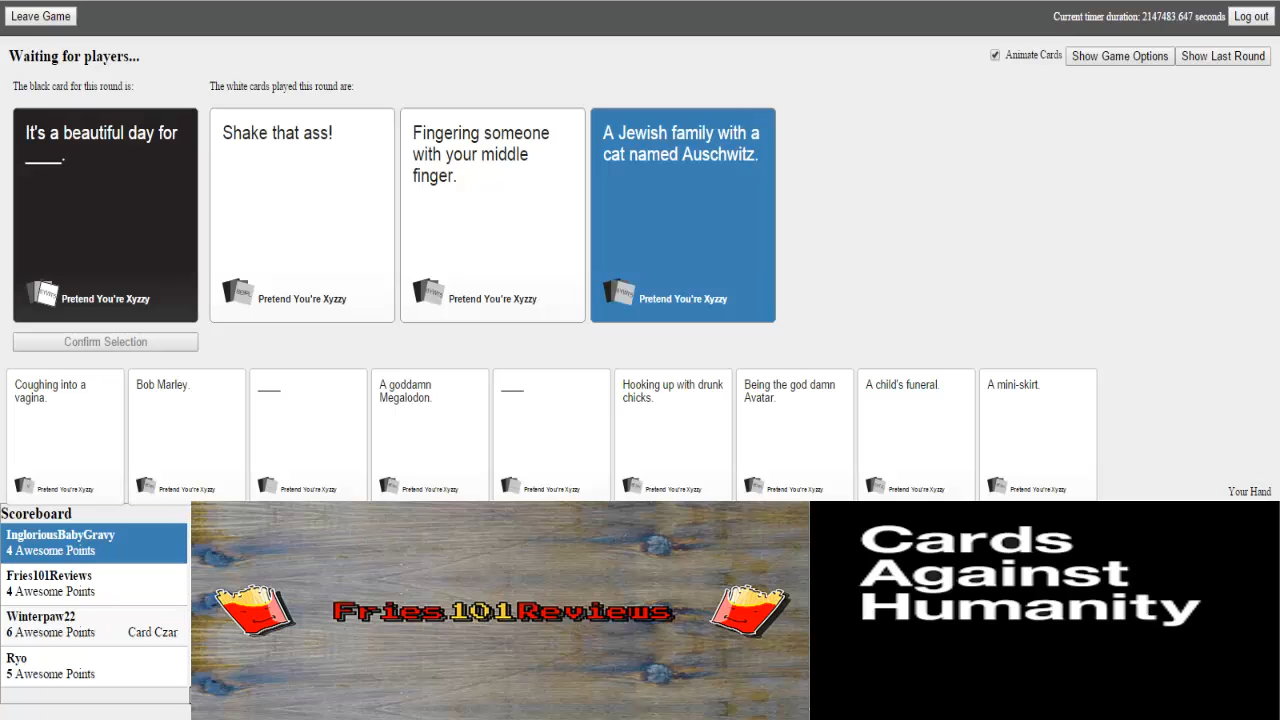 Leave Game
Current timer duration: 2147483.647 seconds
Log out
Waiting for players...
Animate Cards
Show Game Options
Show Last Round
The black card for this round is:
The white cards played this round are:
It's a beautiful day for
____.
Pretend You're Xyzzy
Shake that ass!
Pretend You're Xyzzy
Fingering someone
with your middle
finger.
Pretend You're Xyzzy
A Jewish family with a
cat named Auschwitz.
Pretend You're Xyzzy
Confirm Selection
Coughing into a
vagina.
Pretend You're Xyzzy
Bob Marley.
Pretend You're Xyzzy
____
Pretend You're Xyzzy
A goddamn
Megalodon.
Pretend You're Xyzzy
____
Pretend You're Xyzzy
Hooking up with drunk
chicks.
Pretend You're Xyzzy
Being the god damn
Avatar.
Pretend You're Xyzzy
A child's funeral.
Pretend You're Xyzzy
A mini-skirt.
Pretend You're Xyzzy
Your Hand
Scoreboard
IngloriousBabyGravy
4 Awesome Points
Fries101Reviews
4 Awesome Points
Winterpaw22
6 Awesome Points Card Czar
Ryo
5 Awesome Points
Fries101Reviews
Cards
Against
Humanity